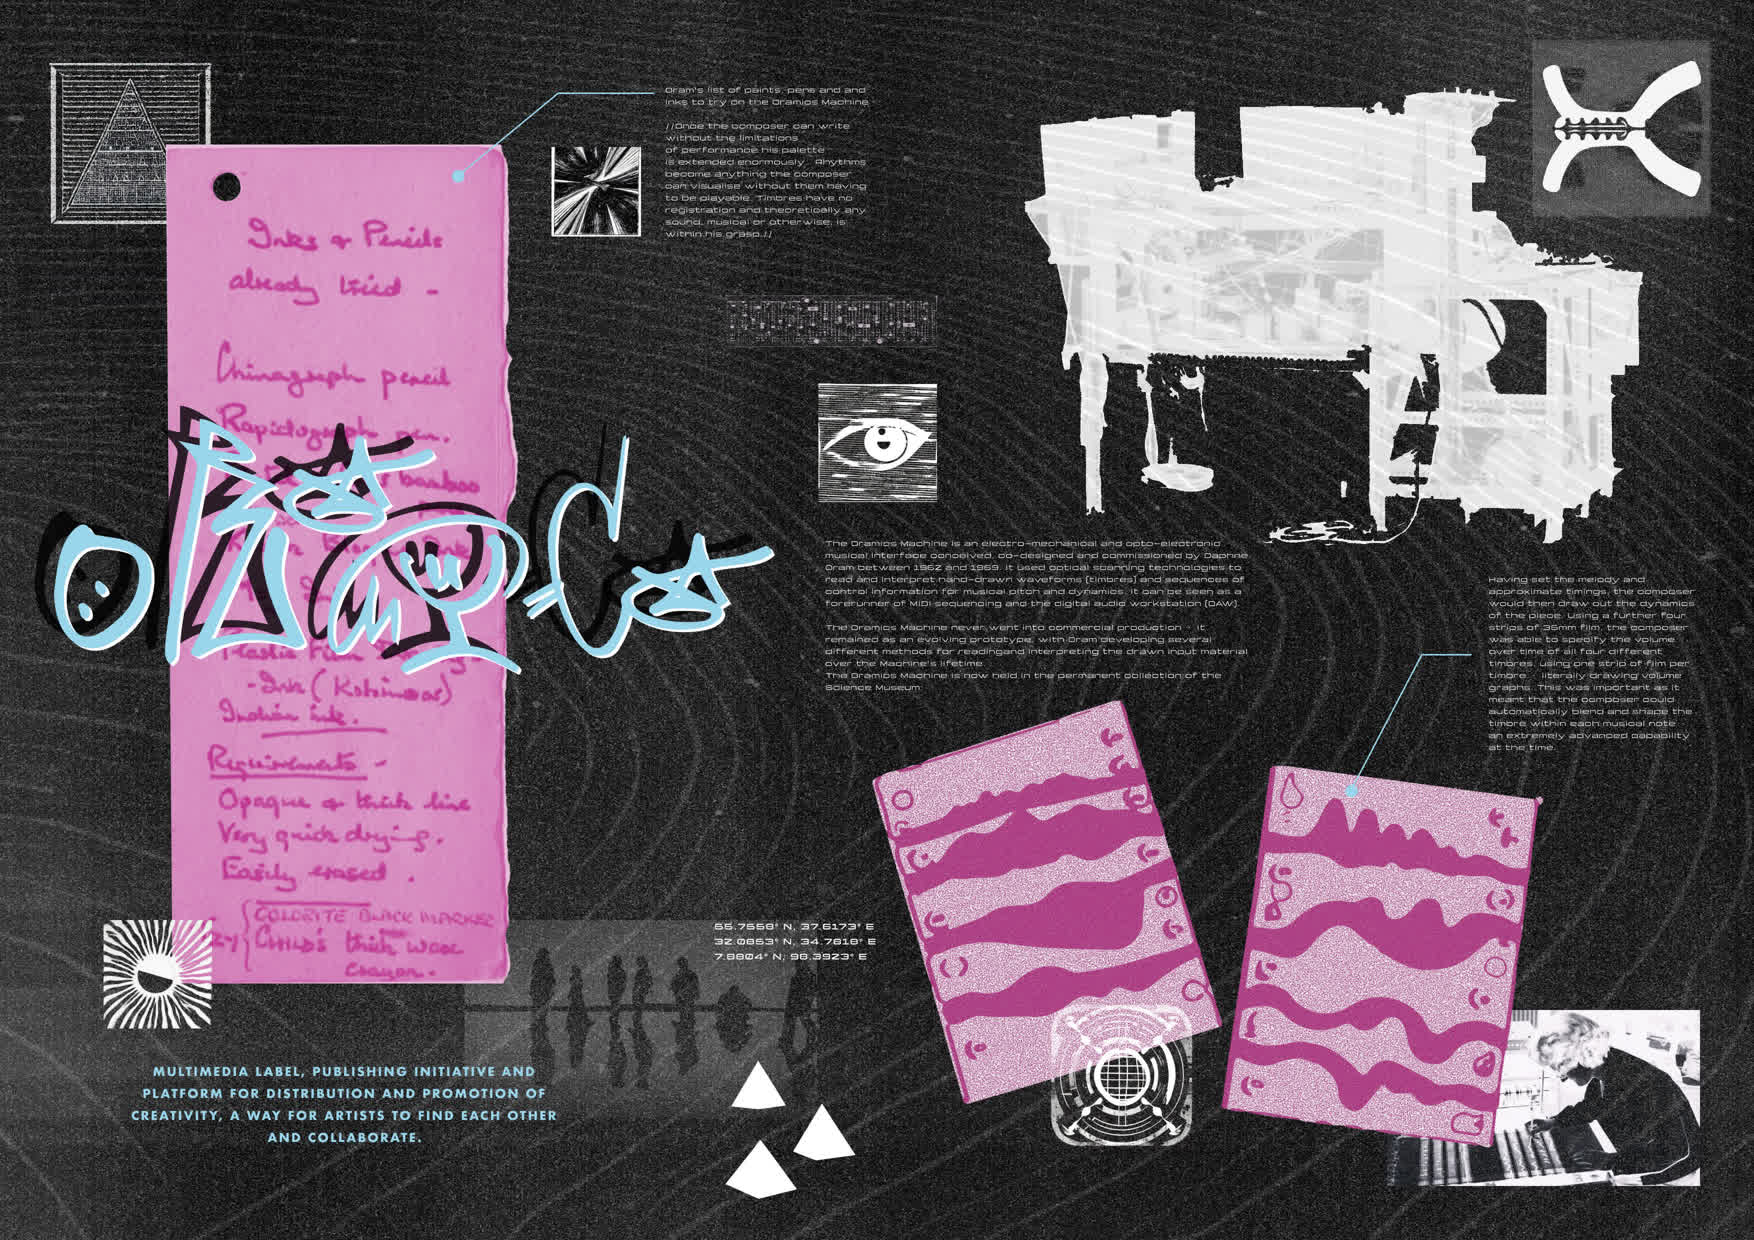 Oram's list of paints, pens and and
inks to try on the Oramics Machine
//Once the composer can write
without the limitations
of performance his palette
is extended enormously. Rhythms
become anything the composer
can visualise without them having
to be playable. Timbres have no
registration and theoretically any
sound, musical or otherwise, is
within his grasp.//
Inks or Pencils
already tried -
Chinagraph pencil
Rapidograph pen.
bamboo
Plastic Film
- Ink (Kohinoor)
Indian ink.
Requirements -
Opaque or thick line
Very quick drying.
Easily erased.
BLACK MARKER
CHILD'S thick wax
Crayon.
The Oramics Machine is an electro-mechanical and opto-electronic
musical interface conceived, co-designed and commissioned by Daphne
Oram between 1962 and 1969. It used optical scanning technologies to
read and interpret hand-drawn waveforms (timbres) and sequences of
control information for musical pitch and dynamics. It can be seen as a
forerunner of MIDI sequencing and the digital audio workstation (DAW).
The Oramics Machine never went into commercial production - it
remained as an evolving prototype, with Oram developing several
different methods for readingand interpreting the drawn input material
over the Machine's lifetime.
The Oramics Machine is now held in the permanent collection of the
Science Museum.
Having set the melody and
approximate timings, the composer
would then draw out the dynamics
of the piece. Using a further four
strips of 35mm film, the composer
was able to specify the volume
over time of all four different
timbres, using one strip of film per
timbre literally drawing volume
graphs. This was important as it
meant that the composer could
automatically blend and shape the
timbre within each musical note
an extremely advanced capability
at the time.
55.7558° N, 37.6173° E
32.0853° N, 34.7818° E
7.8804° N, 98.3923° E
MULTIMEDIA LABEL, PUBLISHING INITIATIVE AND
PLATFORM FOR DISTRIBUTION AND PROMOTION OF
CREATIVITY, A WAY FOR ARTISTS TO FIND EACH OTHER
AND COLLABORATE.